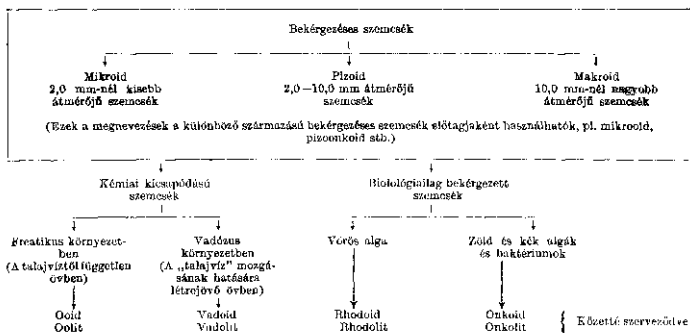 Bekérgezéses szemcsék
Mikroid
2,0 mm-nél kisebb
átmérőjű szemcsék
Pizoid
2,0—10,0 mm átmérőjű
szemcsék
Makroid
10,0 mm-nél nagyobb
átmérőjű szemcsék
(Ezek a megnevezések a különböző származású bekérgezéses szemcsék előtagjaként használhatók, pl. mikrooid,
pizoonkoid stb.)
Kémiai kicsapódású
szemcsék
Biológiailag bekérgezett
szemcsék
Freatikus környezet-
ben
(A talajvíztől független
övben)
Vadózus
környezetben
(A „talajvíz” mozgá-
sának hatására
létrejövő övben)
Vörös alga
Zöld és kék algák
és baktériumok
Ooid
Oolit
Vadoid
Vadolit
Rhodoid
Rhodolit
Onkoid
Onkolit
{ Kőzetté szerveződve